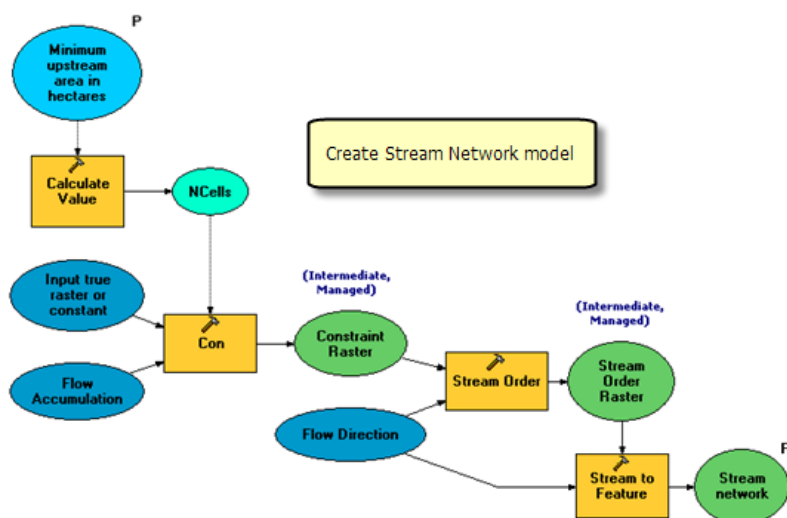 P
Minimum
upstream
area in
hectares
Create Stream Network model
Calculate
Value
NCells
Input true
raster or
constant
(Intermediate,
Managed)
(Intermediate,
Managed)
Con
Constraint
Raster
Stream Order
Stream
Order
Raster
Flow
Accumulation
Flow Direction
P
Stream to
Feature
Stream
network